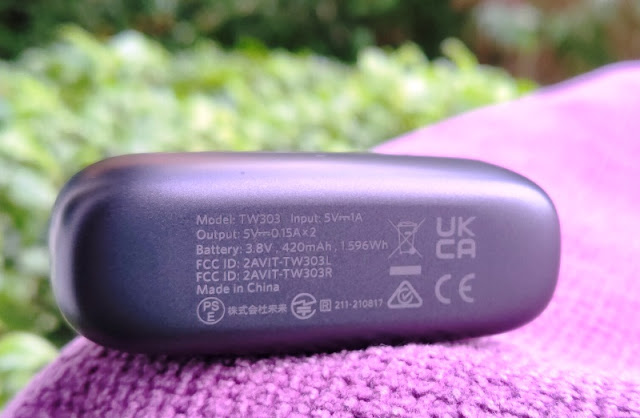 Model: TW303 Input: 5V⎓1A
Output: 5V⎓0.15A×2
Battery: 3.8V , 420mAh , 1.596Wh
FCC ID: 2AVIT-TW303L
FCC ID: 2AVIT-TW303R
Made in China
PS
E 株式会社未来 211-210817
UK
CA
CE